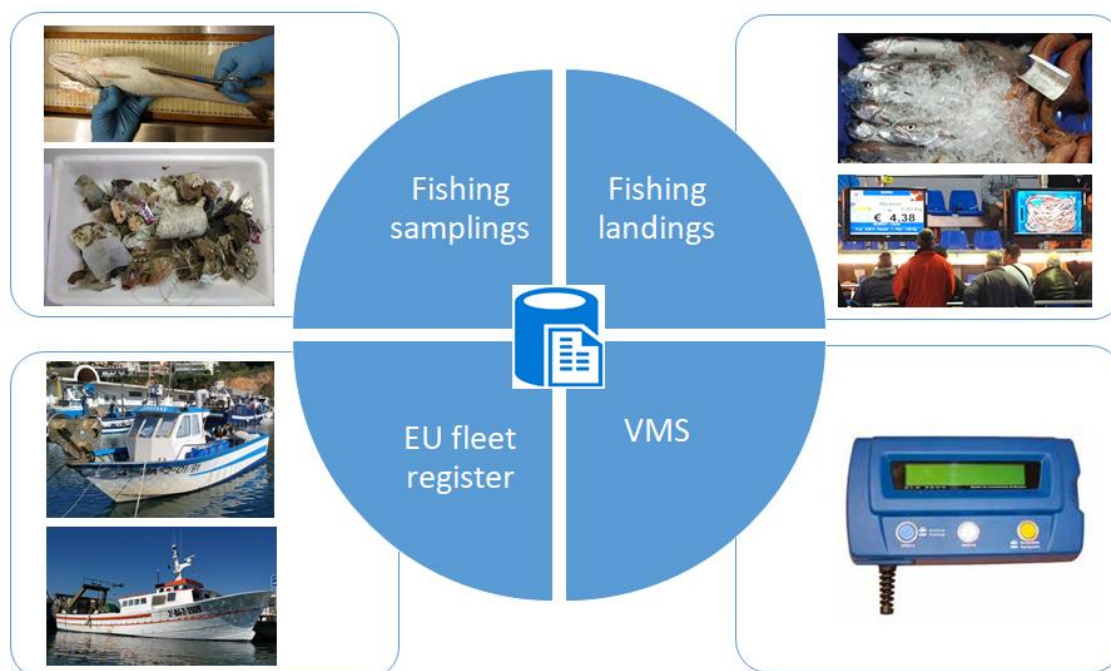 Fishing
samplings
Fishing
landings
€ 4,38
EU fleet
register
VMS